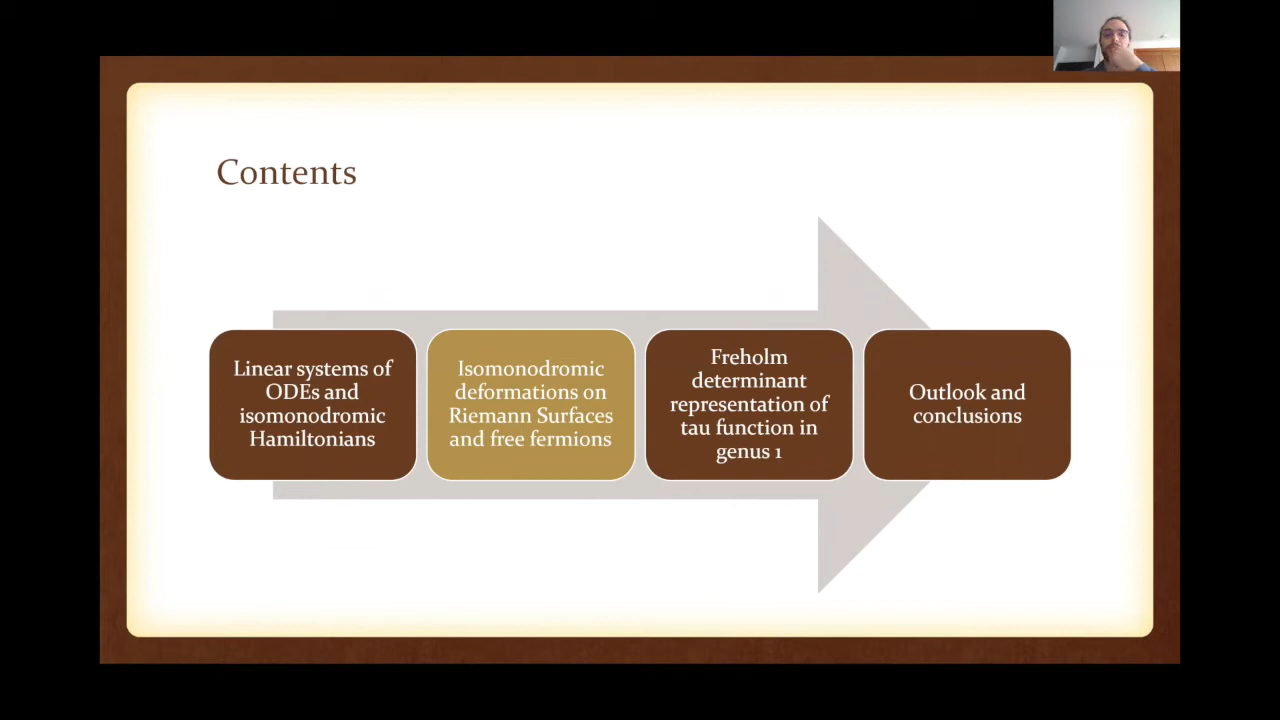 Contents
Linear systems of
ODEs and
isomonodromic
Hamiltonians
Isomonodromic
deformations on
Riemann Surfaces
and free fermions
Freholm
determinant
representation of
tau function in
genus 1
Outlook and
conclusions